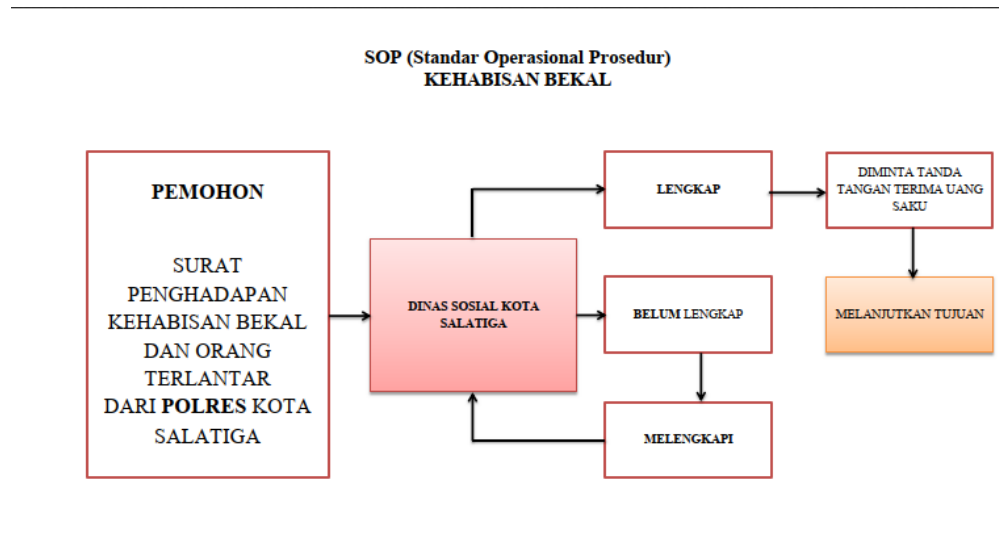 SOP (Standar Operasional Prosedur)
KEHABISAN BEKAL
PEMOHON
SURAT
PENGHADAPAN
KEHABISAN BEKAL
DAN ORANG
TERLANTAR
DARI POLRES KOTA
SALATIGA
DINAS SOSIAL KOTA
SALATIGA
LENGKAP
DIMINTA TANDA
TANGAN TERIMA UANG
SAKU
BELUM LENGKAP
MELANJUTKAN TUJUAN
MELENGKAPI